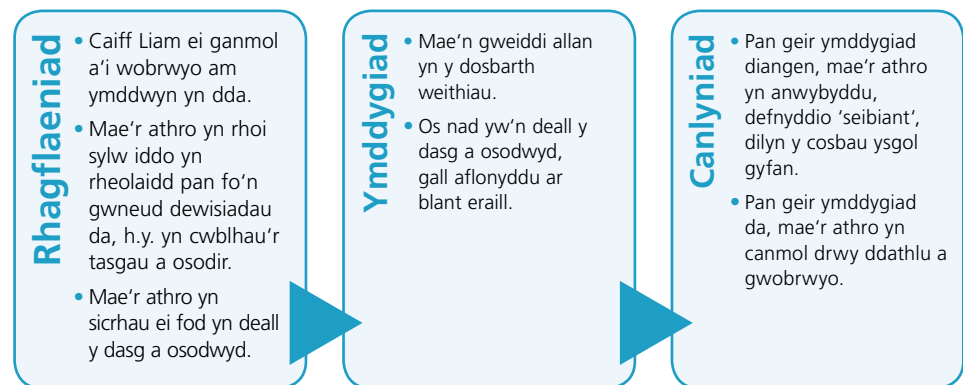 Rhagflaeniad
• Caiff Liam ei ganmol
a'i wobrwyo am
ymddwyn yn dda.
• Mae'r athro yn rhoi
sylw iddo yn
rheolaidd pan fo'n
gwneud dewisiadau
da, h.y. yn cwblhau'r
tasgau a osodir.
• Mae'r athro yn
sicrhau ei fod yn deall
y dasg a osodwyd.
Ymddygiad
• Mae'n gweiddi allan
yn y dosbarth
weithiau.
• Os nad yw'n deall y
dasg a osodwyd,
gall aflonyddu ar
blant eraill.
Canlyniad
• Pan geir ymddygiad
diangen, mae'r athro
yn anwybyddu,
defnyddio ‘seibiant’,
dilyn y cosbau ysgol
gyfan.
• Pan geir ymddygiad
da, mae'r athro yn
canmol drwy ddathlu a
gwobrwyo.